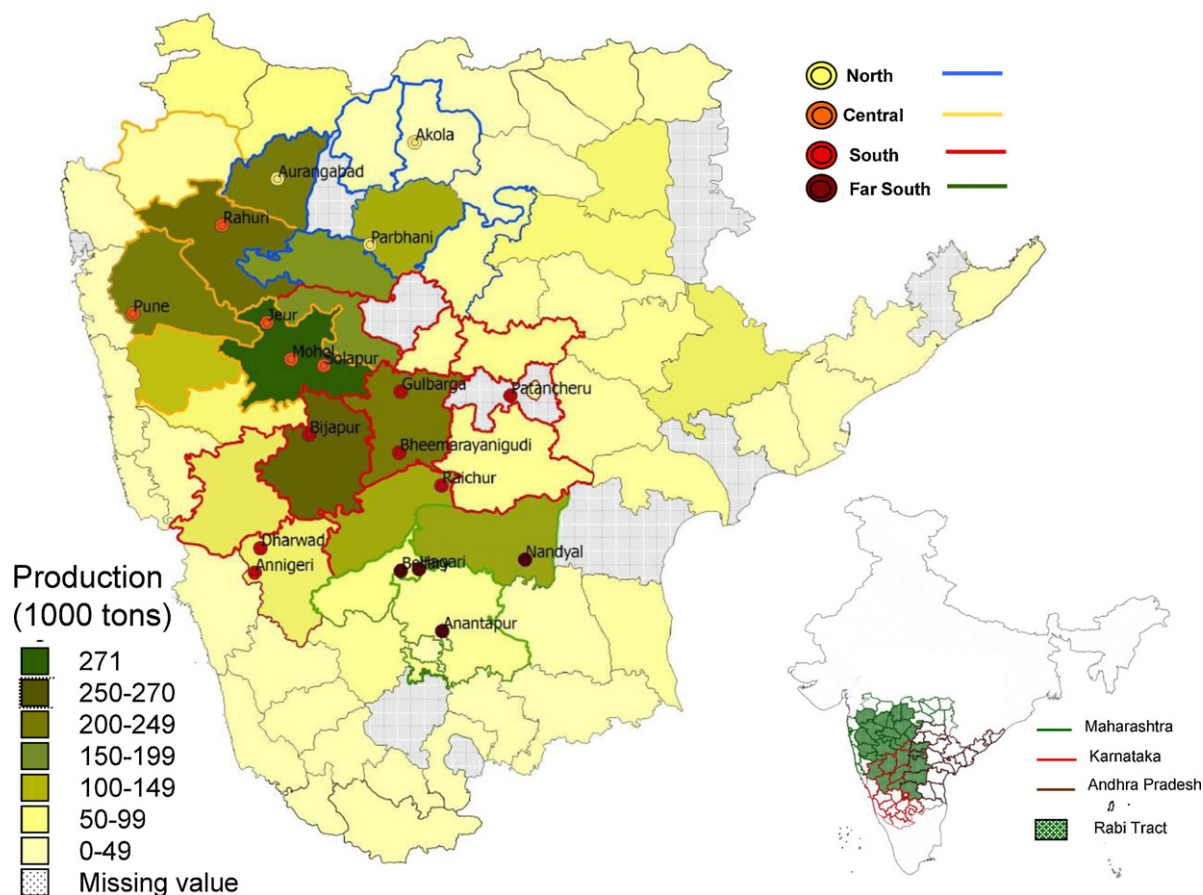 North
Central
South
Far South
Akola
Aurangabad
Rahuri
Parbhani
Pune
Jeur
Mohol
Solapur
Gulbarga
Patancheru
Bijapur
Bheemarayanigudi
Raichur
Dharwad
Annigeri
Nandyal
Hagari
Anantapur
Production
(1000 tons)
271
250-270
200-249
150-199
100-149
50-99
0-49
Missing value
Maharashtra
Karnataka
Andhra Pradesh
Rabi Tract